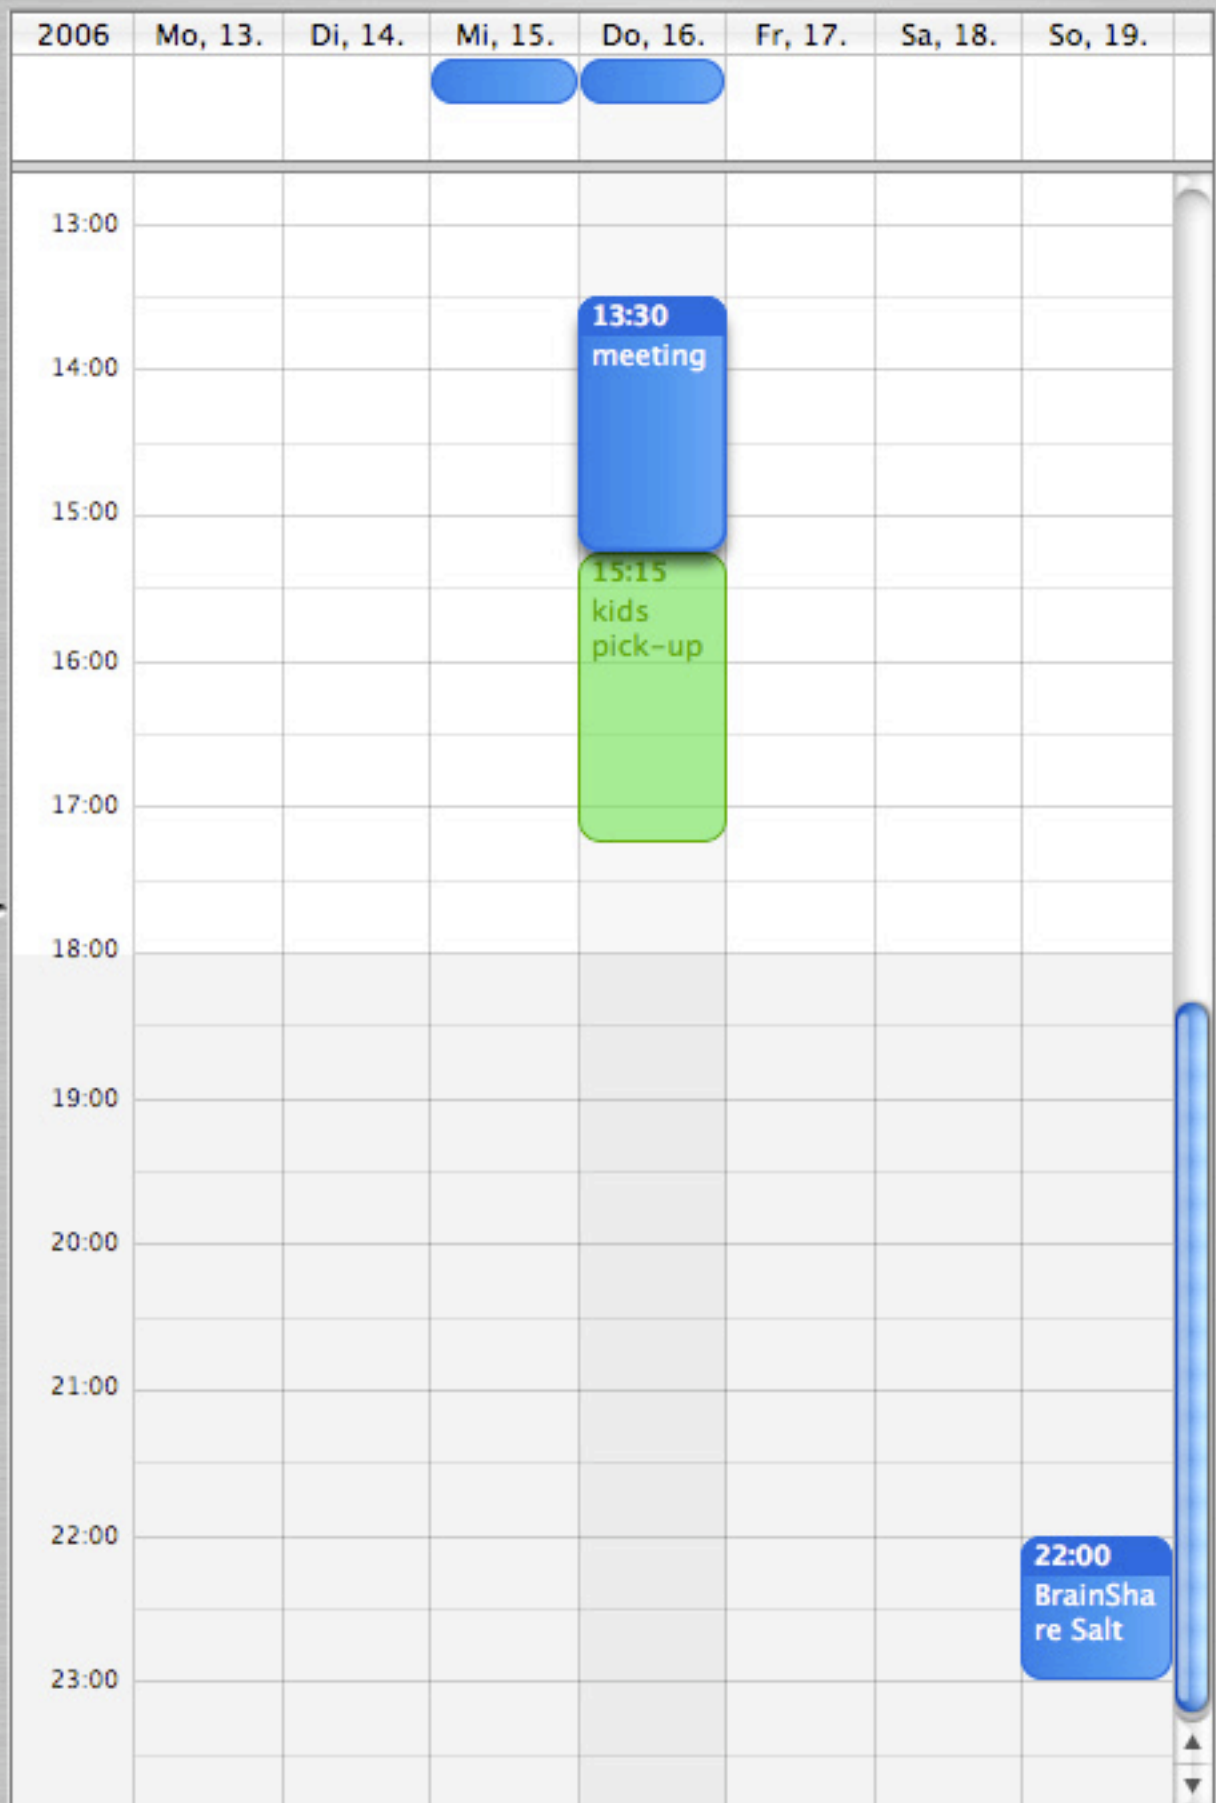 2006 Mo, 13. Di, 14. Mi, 15. Do, 16. Fr, 17. Sa, 18. So, 19.
13:00
13:30
meeting
14:00
15:00
15:15
kids
pick-up
16:00
17:00
18:00
19:00
20:00
21:00
22:00
22:00
BrainSha
re Salt
23:00